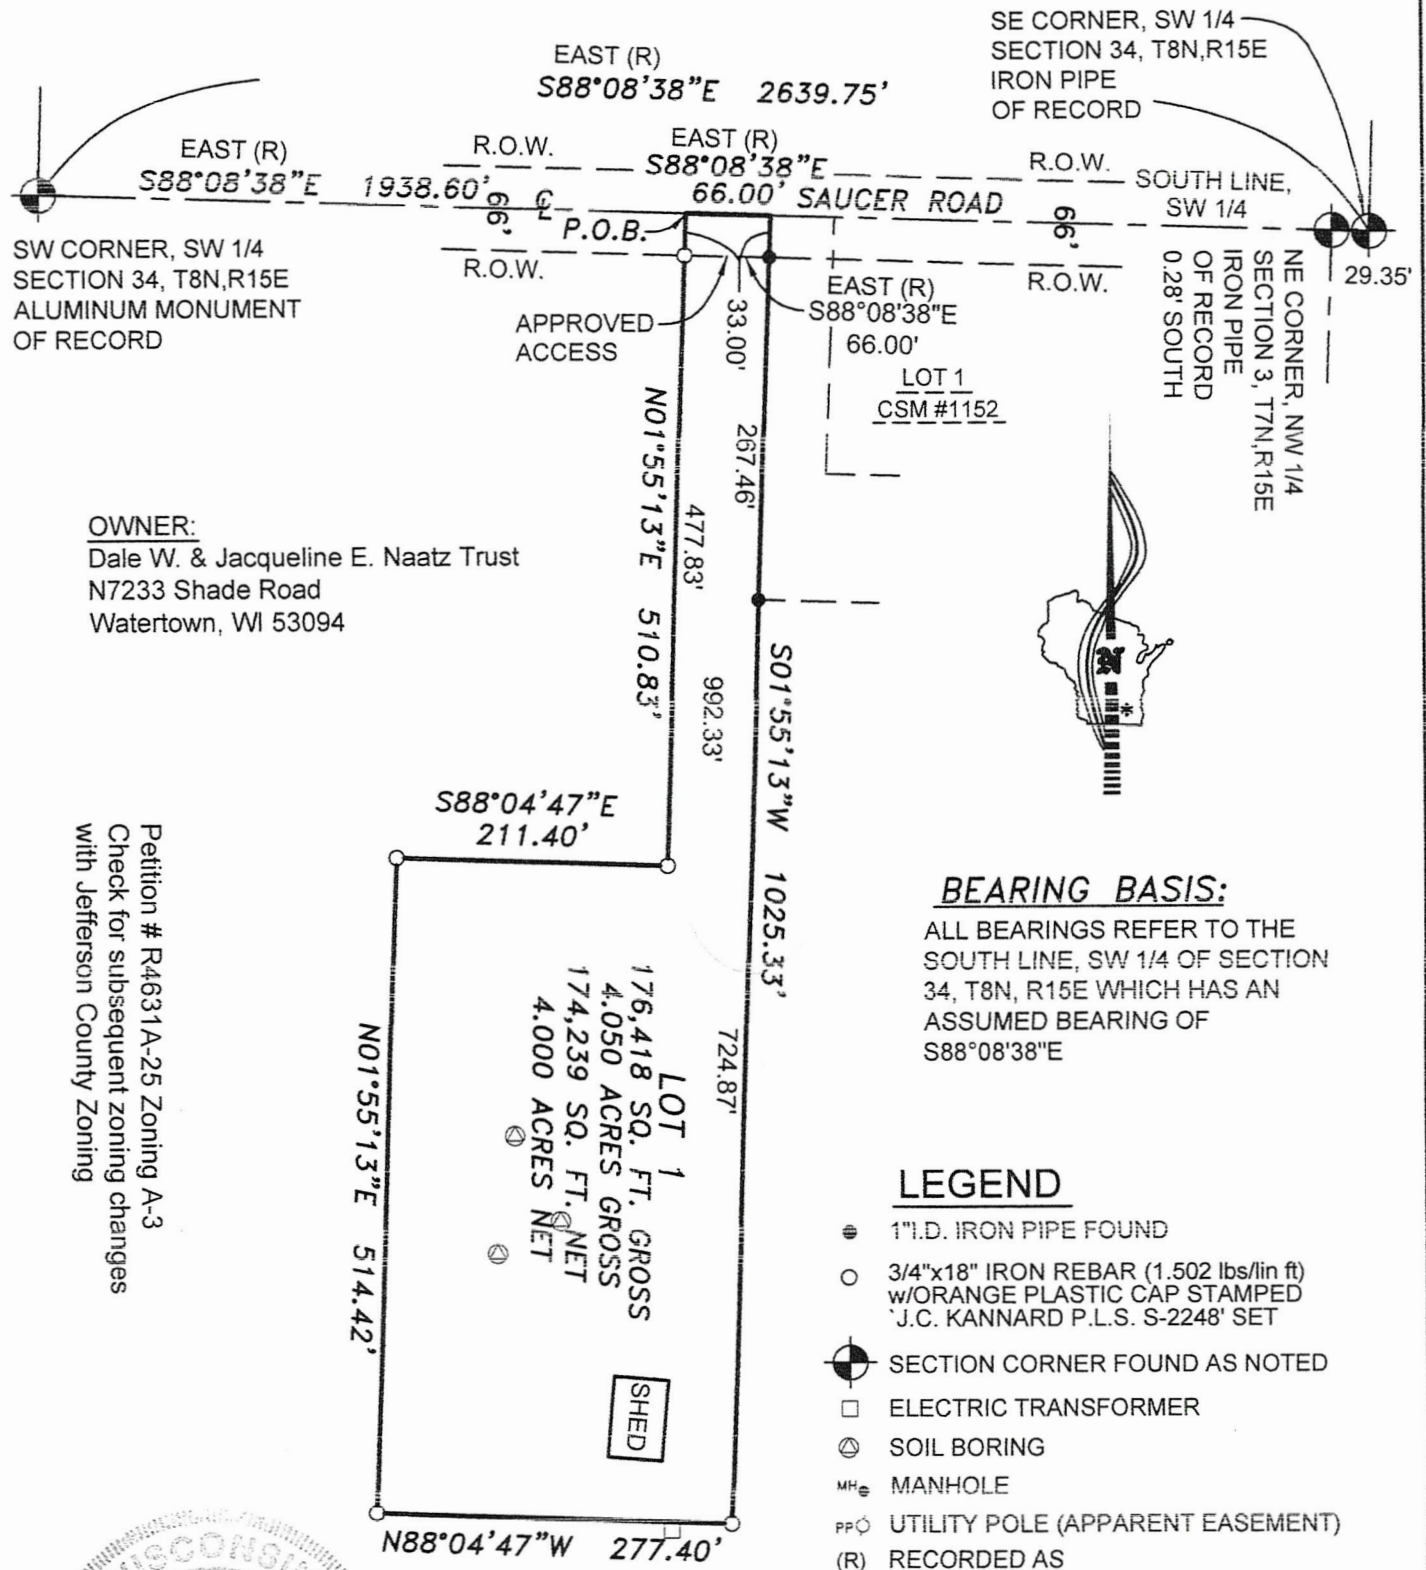 SE CORNER, SW 1/4
SECTION 34, T8N,R15E
IRON PIPE
OF RECORD
EAST (R)
S88°08'38"E 2639.75'
EAST (R)
S88°08'38"E 1938.60'
R.O.W.
EAST (R)
S88°08'38"E
66.00' SAUCER ROAD
R.O.W.
SOUTH LINE,
SW 1/4
66'
66'
P.O.B.
R.O.W.
R.O.W.
SW CORNER, SW 1/4
SECTION 34, T8N,R15E
ALUMINUM MONUMENT
OF RECORD
29.35'
NE CORNER, NW 1/4
SECTION 3, T7N,R15E
IRON PIPE
OF RECORD
0.28' SOUTH
APPROVED
ACCESS
33.00'
EAST (R)
S88°08'38"E
66.00'
LOT 1
CSM #1152
N01°55'13"E 510.83'
477.83'
267.46'
992.33'
S01°55'13"W 1025.33'
724.87'
OWNER:
Dale W. & Jacqueline E. Naatz Trust
N7233 Shade Road
Watertown, WI 53094
N
*
S88°04'47"E
211.40'
Petition # R4631A-25 Zoning A-3
Check for subsequent zoning changes
with Jefferson County Zoning
BEARING BASIS:
ALL BEARINGS REFER TO THE
SOUTH LINE, SW 1/4 OF SECTION
34, T8N, R15E WHICH HAS AN
ASSUMED BEARING OF
S88°08'38"E
LOT 1
176,418 SQ. FT. GROSS
4.050 ACRES GROSS
174,239 SQ. FT. NET
4.000 ACRES NET
N01°55'13"E 514.42'
SHED
N88°04'47"W 277.40'
LEGEND
1"I.D. IRON PIPE FOUND
3/4"x18" IRON REBAR (1.502 lbs/lin ft)
w/ORANGE PLASTIC CAP STAMPED
'J.C. KANNARD P.L.S. S-2248' SET
SECTION CORNER FOUND AS NOTED
ELECTRIC TRANSFORMER
SOIL BORING
MH MANHOLE
PP UTILITY POLE (APPARENT EASEMENT)
(R) RECORDED AS